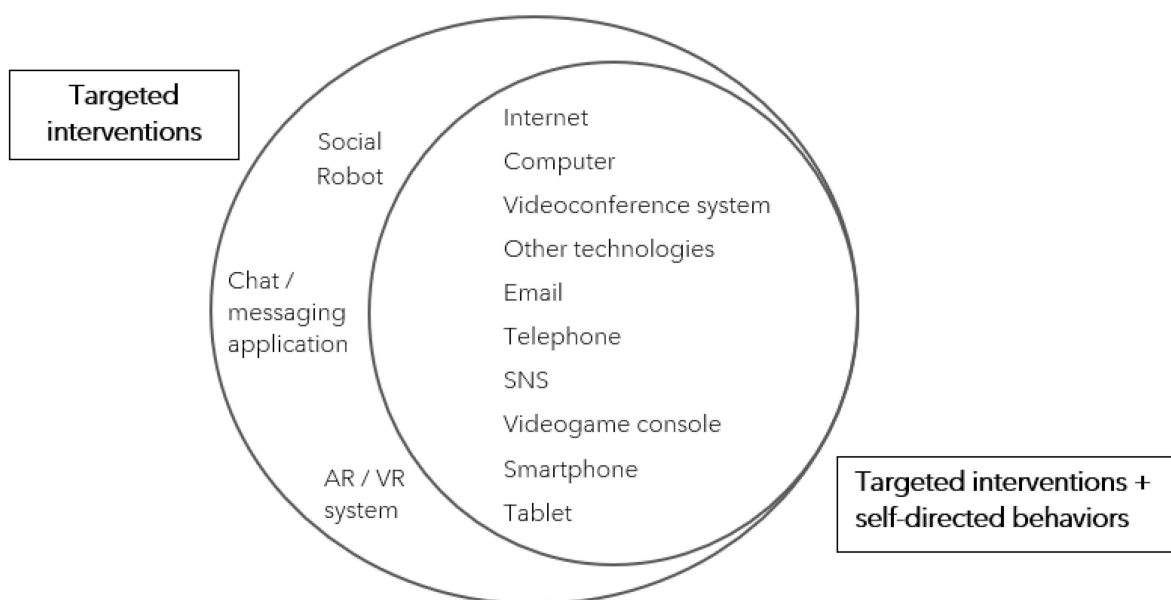 Targeted
interventions
Social
Robot
Chat /
messaging
application
AR / VR
system
Internet
Computer
Videoconference system
Other technologies
Email
Telephone
SNS
Videogame console
Smartphone
Tablet
Targeted interventions +
self-directed behaviors